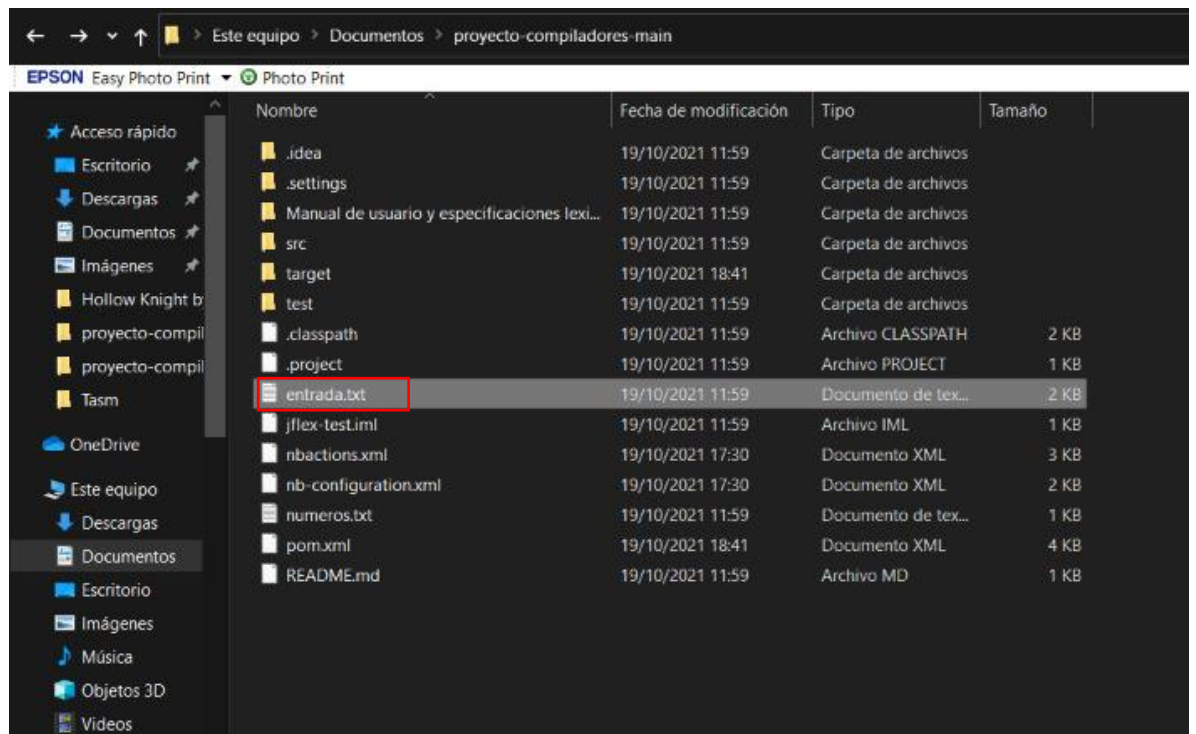 Este equipo > Documentos > proyecto-compiladores-main
EPSON Easy Photo Print Photo Print
Nombre Fecha de modificación Tipo Tamaño
Acceso rápido
Escritorio
Descargas
Documentos
Imágenes
Hollow Knight b
proyecto-compil
proyecto-compil
Tasm
OneDrive
Este equipo
Descargas
Documentos
Escritorio
Imágenes
Música
Objetos 3D
Videos
.idea 19/10/2021 11:59 Carpeta de archivos
.settings 19/10/2021 11:59 Carpeta de archivos
Manual de usuario y especificaciones lexi... 19/10/2021 11:59 Carpeta de archivos
src 19/10/2021 11:59 Carpeta de archivos
target 19/10/2021 18:41 Carpeta de archivos
test 19/10/2021 11:59 Carpeta de archivos
.classpath 19/10/2021 11:59 Archivo CLASSPATH 2 KB
.project 19/10/2021 11:59 Archivo PROJECT 1 KB
entrada.txt 19/10/2021 11:59 Documento de tex... 2 KB
jflex-test.iml 19/10/2021 11:59 Archivo IML 1 KB
nbactions.xml 19/10/2021 17:30 Documento XML 3 KB
nb-configuration.xml 19/10/2021 17:30 Documento XML 2 KB
numeros.txt 19/10/2021 11:59 Documento de tex... 1 KB
pom.xml 19/10/2021 18:41 Documento XML 4 KB
README.md 19/10/2021 11:59 Archivo MD 1 KB